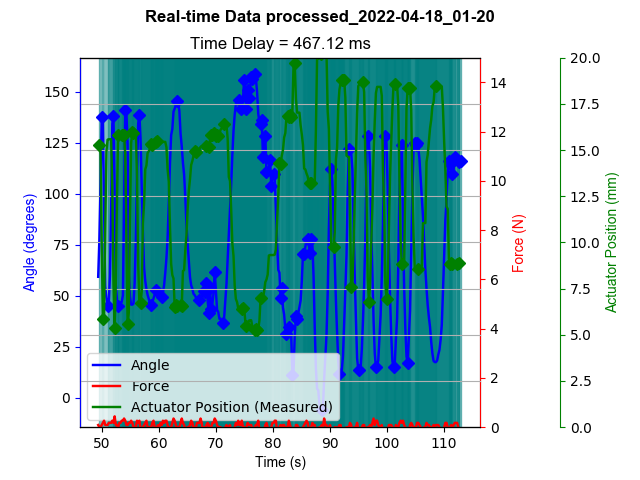 Real-time Data processed_2022-04-18_01-20
Time Delay = 467.12 ms
Angle (degrees)
150
125
100
75
50
25
0
14
12
10
8
6
4
2
0
Force (N)
20.0
17.5
15.0
12.5
10.0
7.5
5.0
2.5
0.0
Actuator Position (mm)
Angle
Force
Actuator Position (Measured)
50 60 70 80 90 100 110
Time (s)